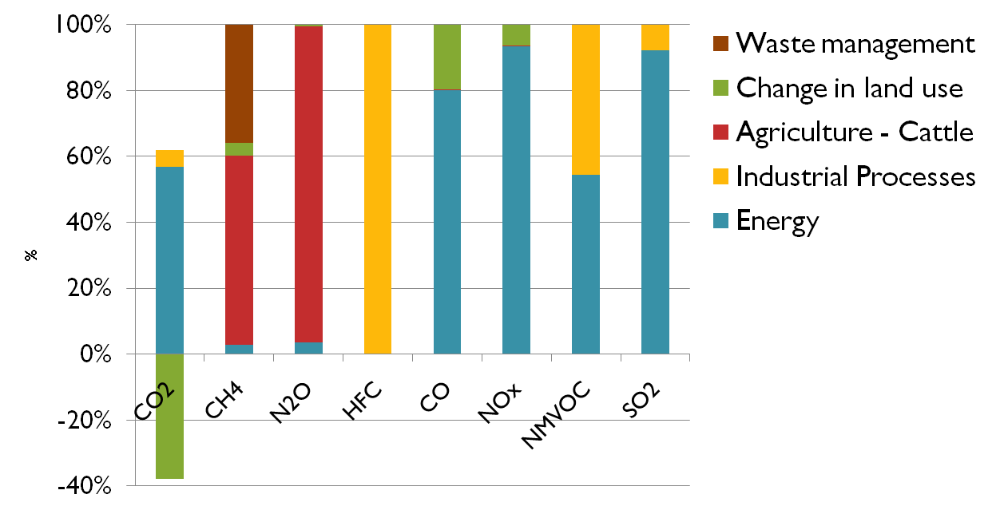 100%
80%
60%
40%
20%
0%
-20%
-40%
%
CO2
CH4
N2O
HFC
CO
NOx
NMVOC
SO2
Waste management
Change in land use
Agriculture - Cattle
Industrial Processes
Energy